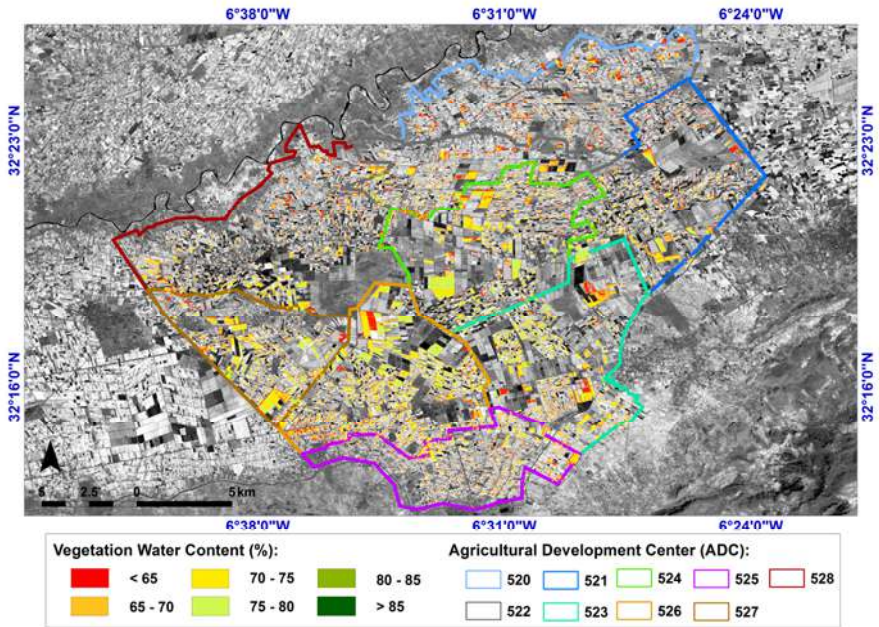 6°38'0"W 6°31'0"W 6°24'0"W
32°23'0"N 32°23'0"N
32°16'0"N 32°16'0"N
5 2.5 0 5 km
6°38'0"W 6°31'0"W 6°24'0"W
Vegetation Water Content (%): Agricultural Development Center (ADC):
< 65 70 - 75 80 - 85 520 521 524 525 528
65 - 70 75 - 80 > 85 522 523 526 527